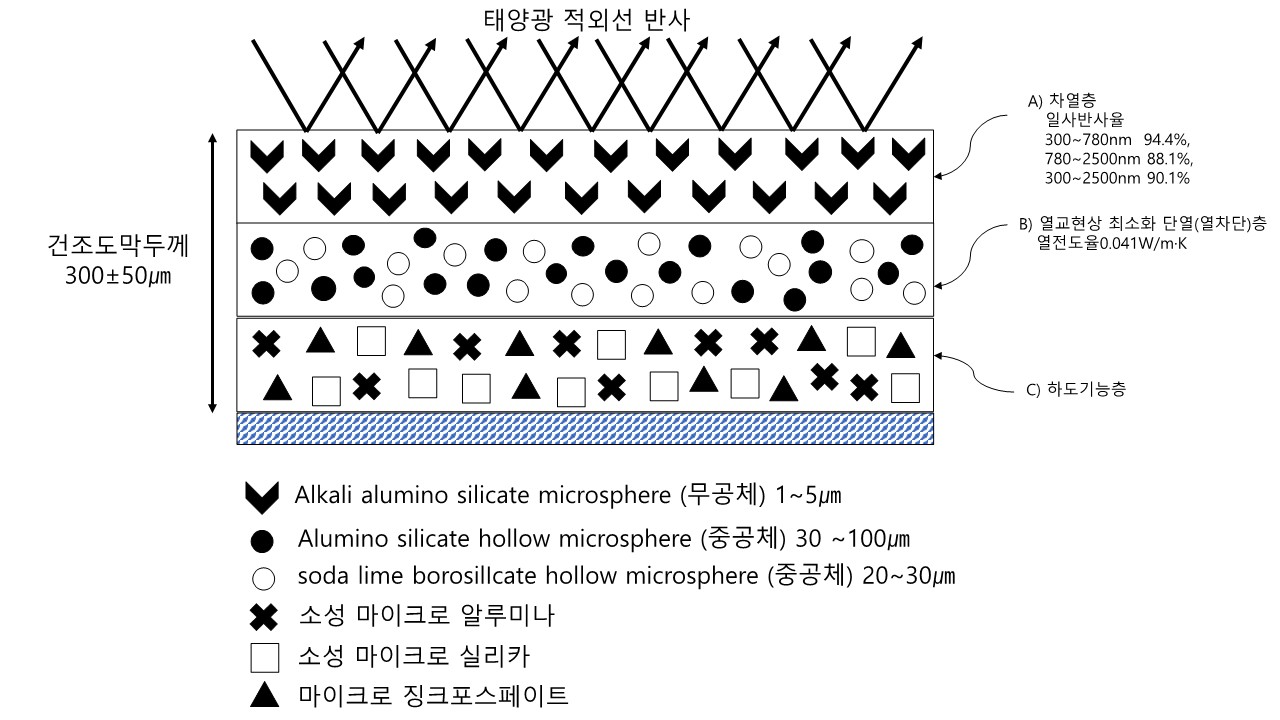 태양광 적외선 반사
A) 차열층
일사반사율
300~780nm 94.4%,
780~2500nm 88.1%,
300~2500nm 90.1%
B) 열교현상 최소화 단열(열차단)층
열전도율0.041W/m·K
건조도막두께
300±50㎛
C) 하도기능층
Alkali alumino silicate microsphere (무공체) 1~5㎛
Alumino silicate hollow microsphere (중공체) 30 ~100㎛
soda lime borosillcate hollow microsphere (중공체) 20~30㎛
소성 마이크로 알루미나
소성 마이크로 실리카
마이크로 징크포스페이트